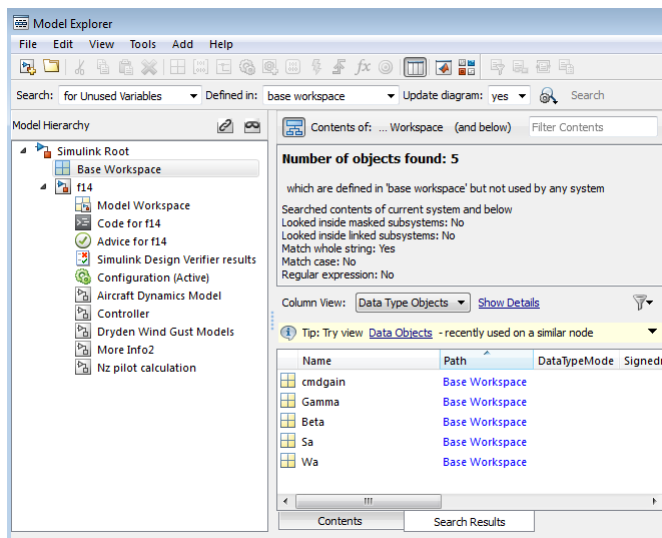 Model Explorer
File Edit View Tools Add Help
fx
Search: for Unused Variables Defined in: base workspace Update diagram: yes Search
Model Hierarchy
Simulink Root
Base Workspace
f14
Model Workspace
Code for f14
Advice for f14
Simulink Design Verifier results
Configuration (Active)
Aircraft Dynamics Model
Controller
Dryden Wind Gust Models
More Info2
Nz pilot calculation
Contents of: ... Workspace (and below) Filter Contents
Number of objects found: 5
which are defined in 'base workspace' but not used by any system
Searched contents of current system and below
Looked inside masked subsystems: No
Looked inside linked subsystems: No
Match whole string: Yes
Match case: No
Regular expression: No
Column View: Data Type Objects Show Details
Tip: Try view Data Objects - recently used on a similar node
Name Path DataTypeMode Signed
cmdgain Base Workspace
Gamma Base Workspace
Beta Base Workspace
Sa Base Workspace
Wa Base Workspace
Contents Search Results